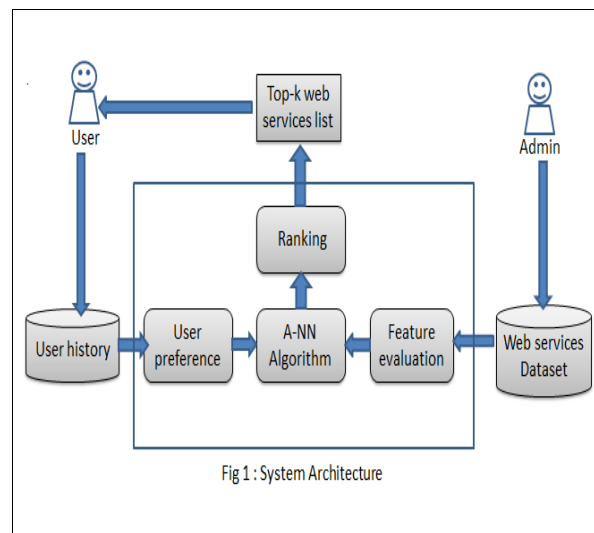 Top-k web
services list
User
Admin
Ranking
User history
User
preference
A-NN
Algorithm
Feature
evaluation
Web services
Dataset
Fig 1 : System Architecture